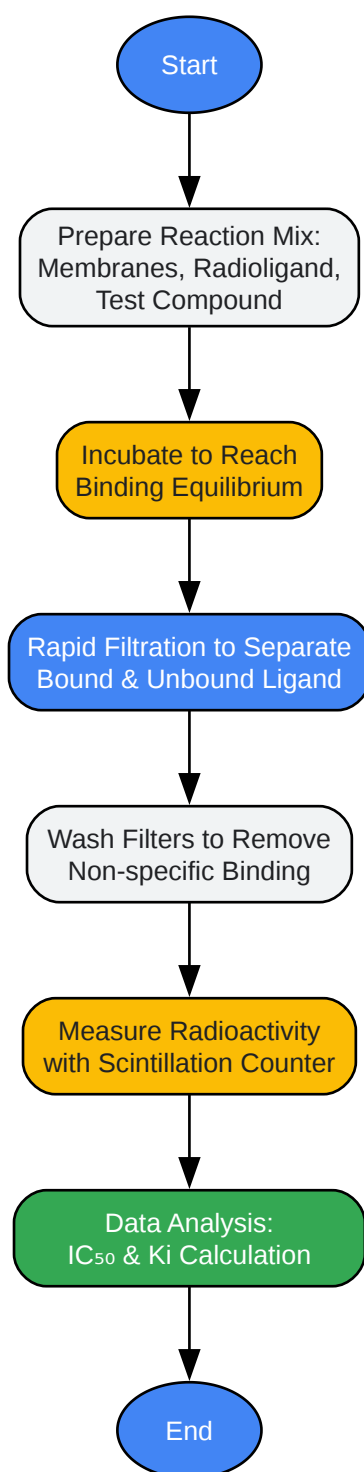 Start
Prepare Reaction Mix:
Membranes, Radioligand,
Test Compound
Incubate to Reach
Binding Equilibrium
Rapid Filtration to Separate
Bound & Unbound Ligand
Wash Filters to Remove
Non-specific Binding
Measure Radioactivity
with Scintillation Counter
Data Analysis:
IC₅₀ & Ki Calculation
End